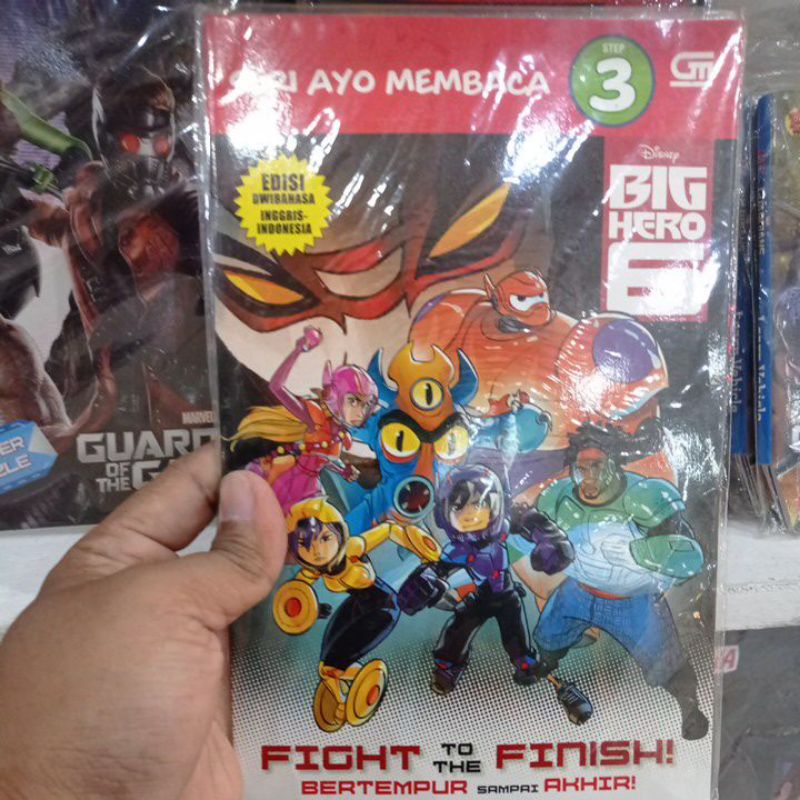 SERI AYO MEMBACA
STEP
3
GM
Disney
BIG
HERO
6
EDISI
DWIBAHASA
INGGRIS-
INDONESIA
MARVEL
GUAR
OF
THE G
FIGHT TO THE FINISH!
BERTEMPUR SAMPAI AKHIR!